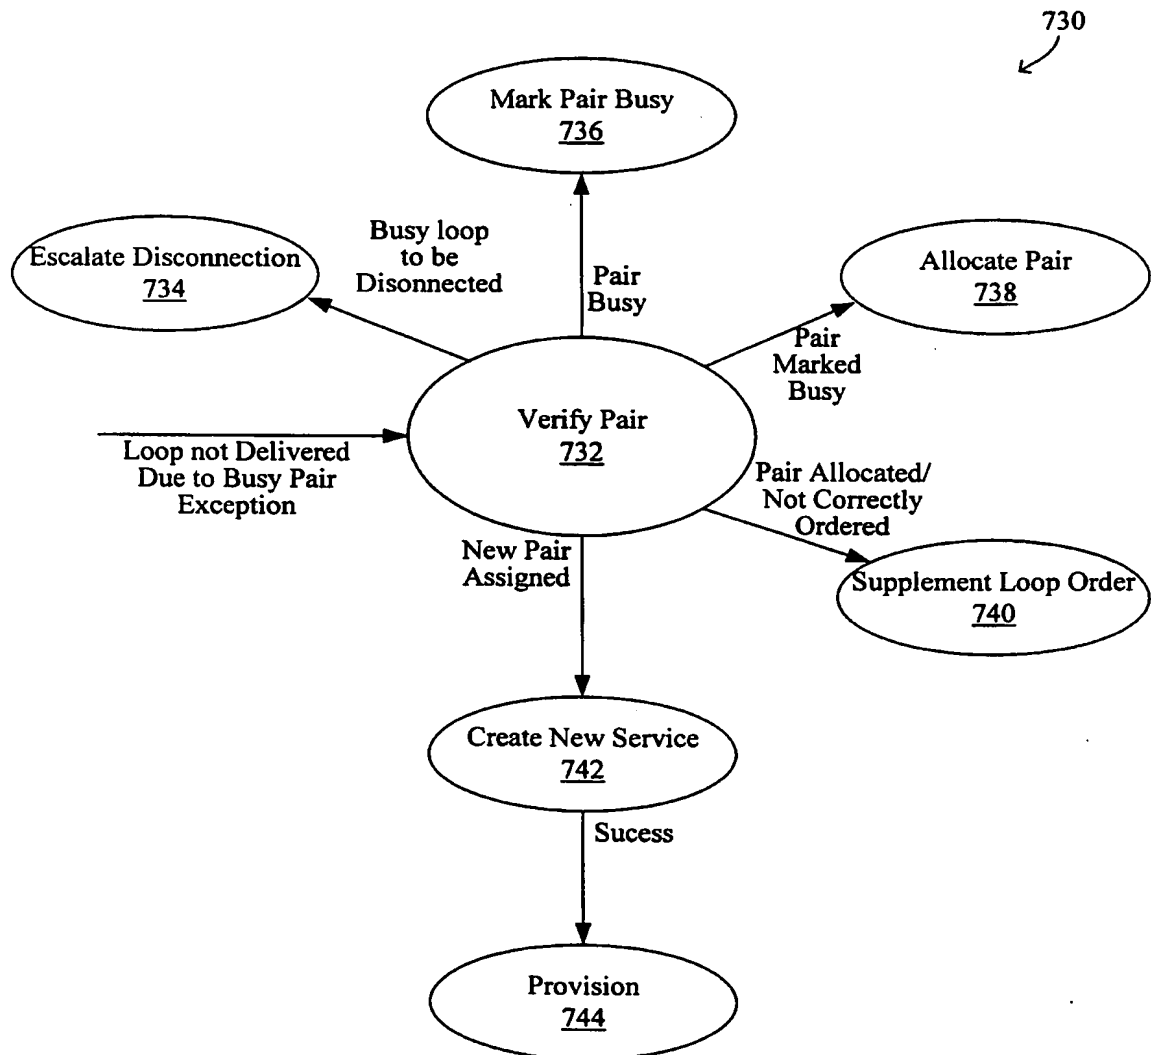 730
Mark Pair Busy
736
Escalate Disconnection
734
Busy loop
to be
Disonnected
Pair
Busy
Allocate Pair
738
Pair
Marked
Busy
Verify Pair
732
Loop not Delivered
Due to Busy Pair
Exception
Pair Allocated/
Not Correctly
Ordered
New Pair
Assigned
Supplement Loop Order
740
Create New Service
742
Sucess
Provision
744